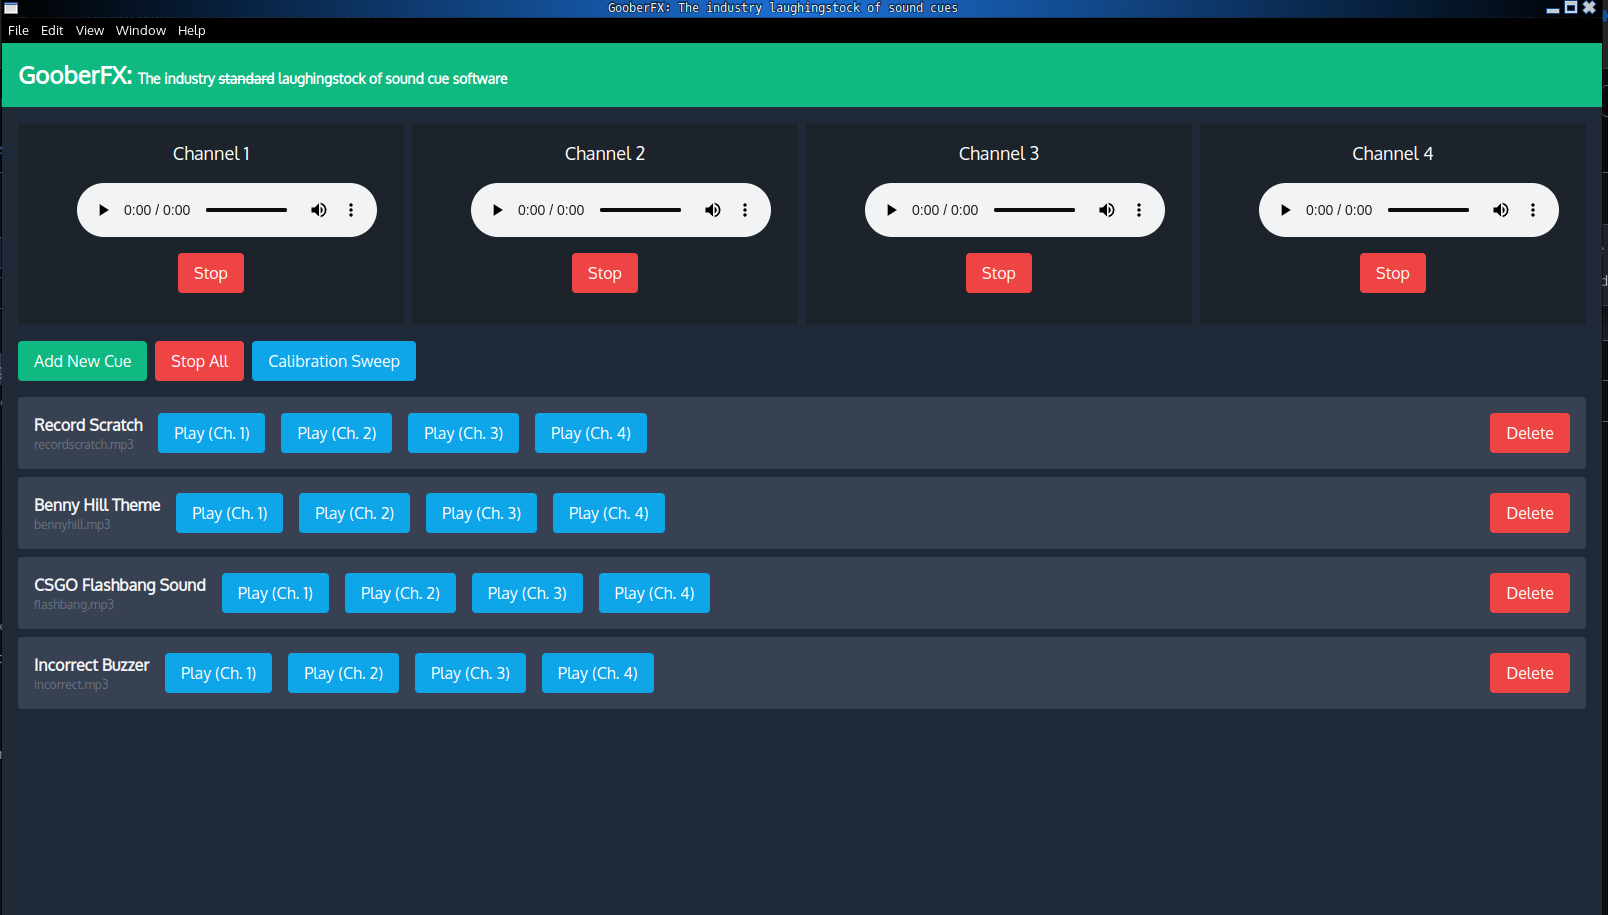 GooberFX: The industry laughingstock of sound cues
File Edit View Window Help
GooberFX: The industry standard laughingstock of sound cue software
Channel 1 Channel 2 Channel 3 Channel 4
0:00 / 0:00 0:00 / 0:00 0:00 / 0:00 0:00 / 0:00
Stop Stop Stop Stop
Add New Cue Stop All Calibration Sweep
Record Scratch Play (Ch. 1) Play (Ch. 2) Play (Ch. 3) Play (Ch. 4) Delete
recordscratch.mp3
Benny Hill Theme Play (Ch. 1) Play (Ch. 2) Play (Ch. 3) Play (Ch. 4) Delete
bennyhill.mp3
CSGO Flashbang Sound Play (Ch. 1) Play (Ch. 2) Play (Ch. 3) Play (Ch. 4) Delete
flashbang.mp3
Incorrect Buzzer Play (Ch. 1) Play (Ch. 2) Play (Ch. 3) Play (Ch. 4) Delete
incorrect.mp3